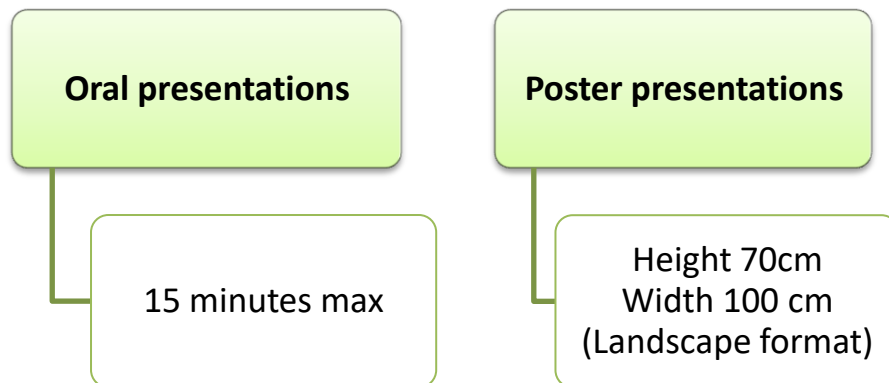 Oral presentations
15 minutes max
Poster presentations
Height 70cm
Width 100 cm
(Landscape format)